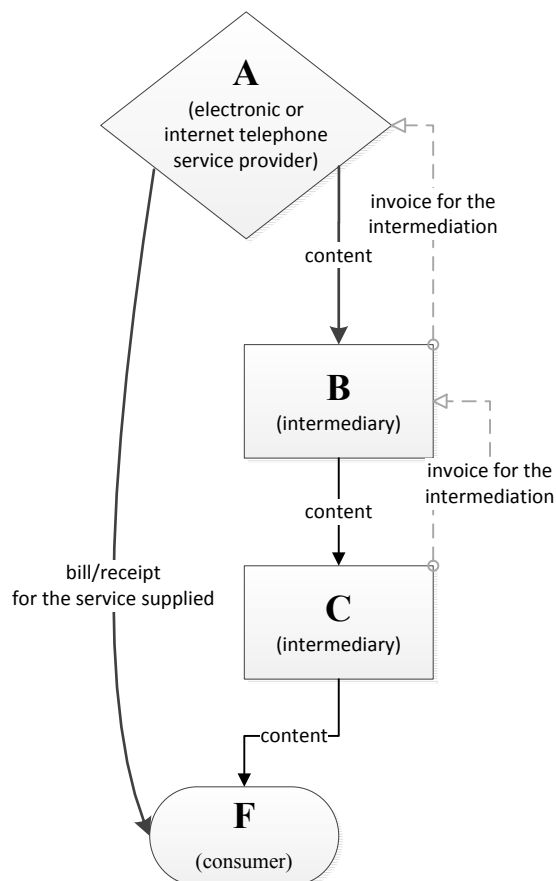 A
(electronic or
internet telephone
service provider)
invoice for the
intermediation
content
B
(intermediary)
invoice for the
intermediation
content
bill/receipt
for the service supplied
C
(intermediary)
content
F
(consumer)